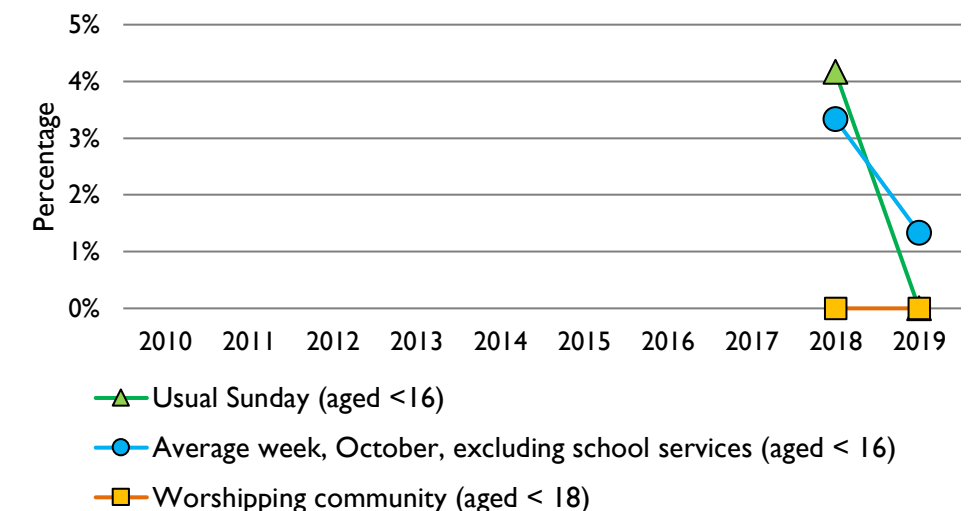 Percentage
5%
4%
3%
2%
1%
0%
2010 2011 2012 2013 2014 2015 2016 2017 2018 2019
Usual Sunday (aged <16)
Average week, October, excluding school services (aged < 16)
Worshipping community (aged < 18)